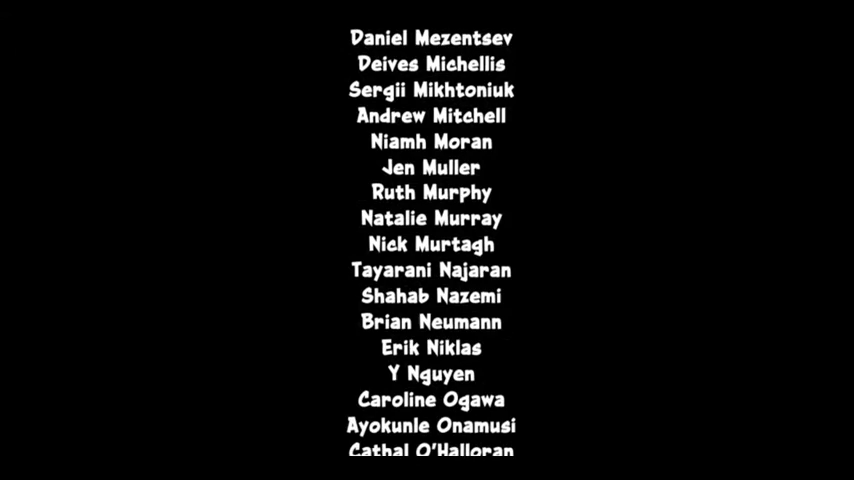 Daniel Mezentsev
Deives Michellis
Sergii Mikhtoniuk
Andrew Mitchell
Niamh Moran
Jen Muller
Ruth Murphy
Natalie Murray
Nick Murtagh
Tayarani Najaran
Shahab Nazemi
Brian Neumann
Erik Niklas
Y Nguyen
Caroline Ogawa
Ayokunle Onamusi
Cathal O'Halloran